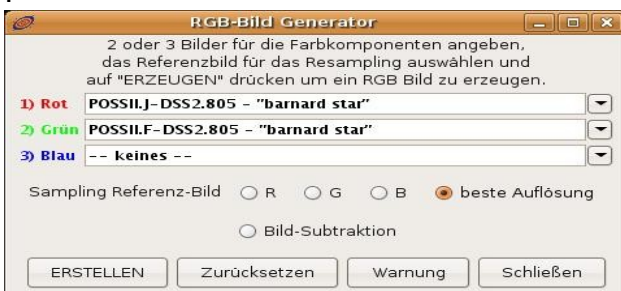 RGB-Bild Generator
2 oder 3 Bilder für die Farbkomponenten angeben,
das Referenzbild für das Resampling auswählen und
auf "ERZEUGEN" drücken um ein RGB Bild zu erzeugen.
1) Rot POSSII.J-DSS2.805 - "barnard star"
2) Grün POSSII.F-DSS2.805 - "barnard star"
3) Blau -- keines --
Sampling Referenz-Bild R G B beste Auflösung
Bild-Subtraktion
ERSTELLEN Zurücksetzen Warnung Schließen